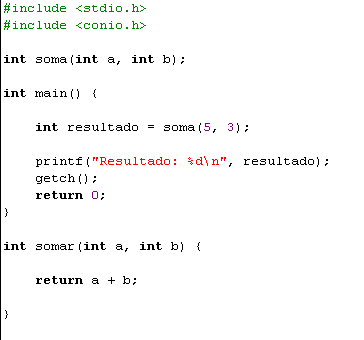 #include <stdio.h>
#include <conio.h>
int soma(int a, int b);
int main() {
int resultado = soma(5, 3);
printf("Resultado: %d\n", resultado);
getch();
return 0;
}
int somar(int a, int b) {
return a + b;
}